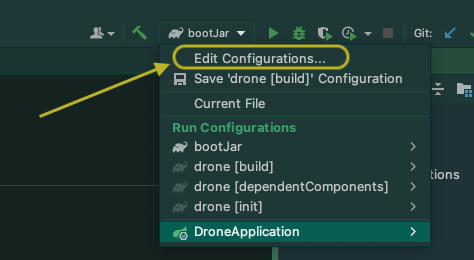 bootJar
Git:
Edit Configurations...
Save 'drone [build]' Configuration
Current File
Run Configurations
bootJar
drone [build]
tions
drone [dependentComponents]
drone [init]
DroneApplication